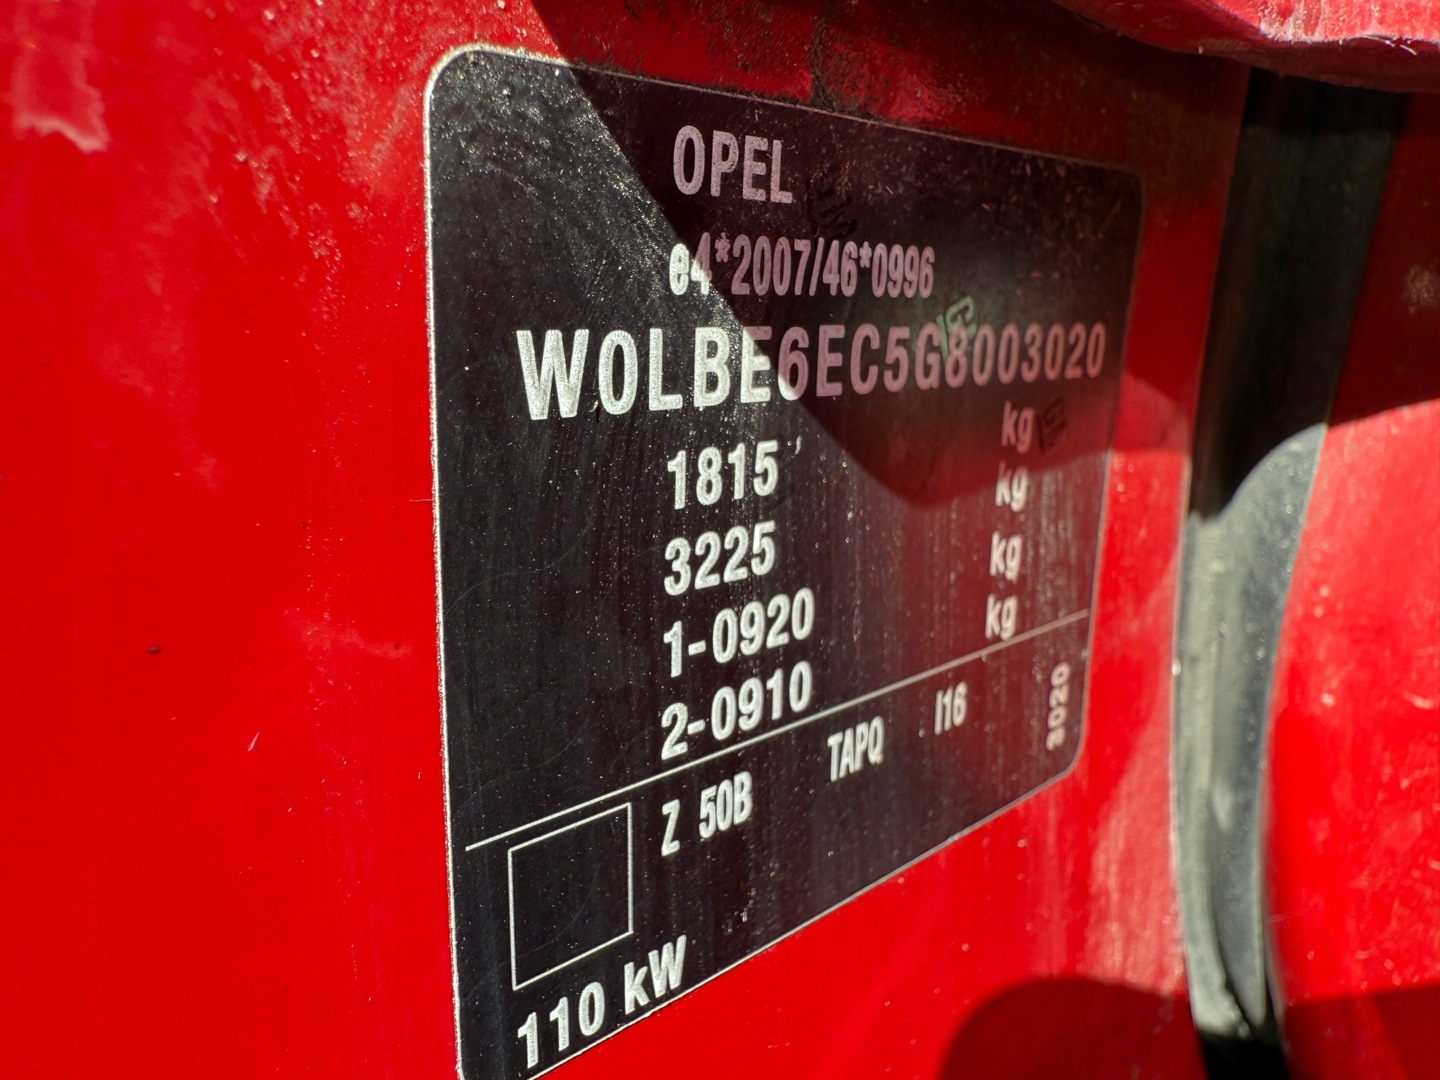 OPEL
e4*2007/46*0996
W0LBE6EC5G8003020
1815 kg
3225 kg
1-0920 kg
2-0910 kg
Z 50B TAPQ I16 3020
110 kW